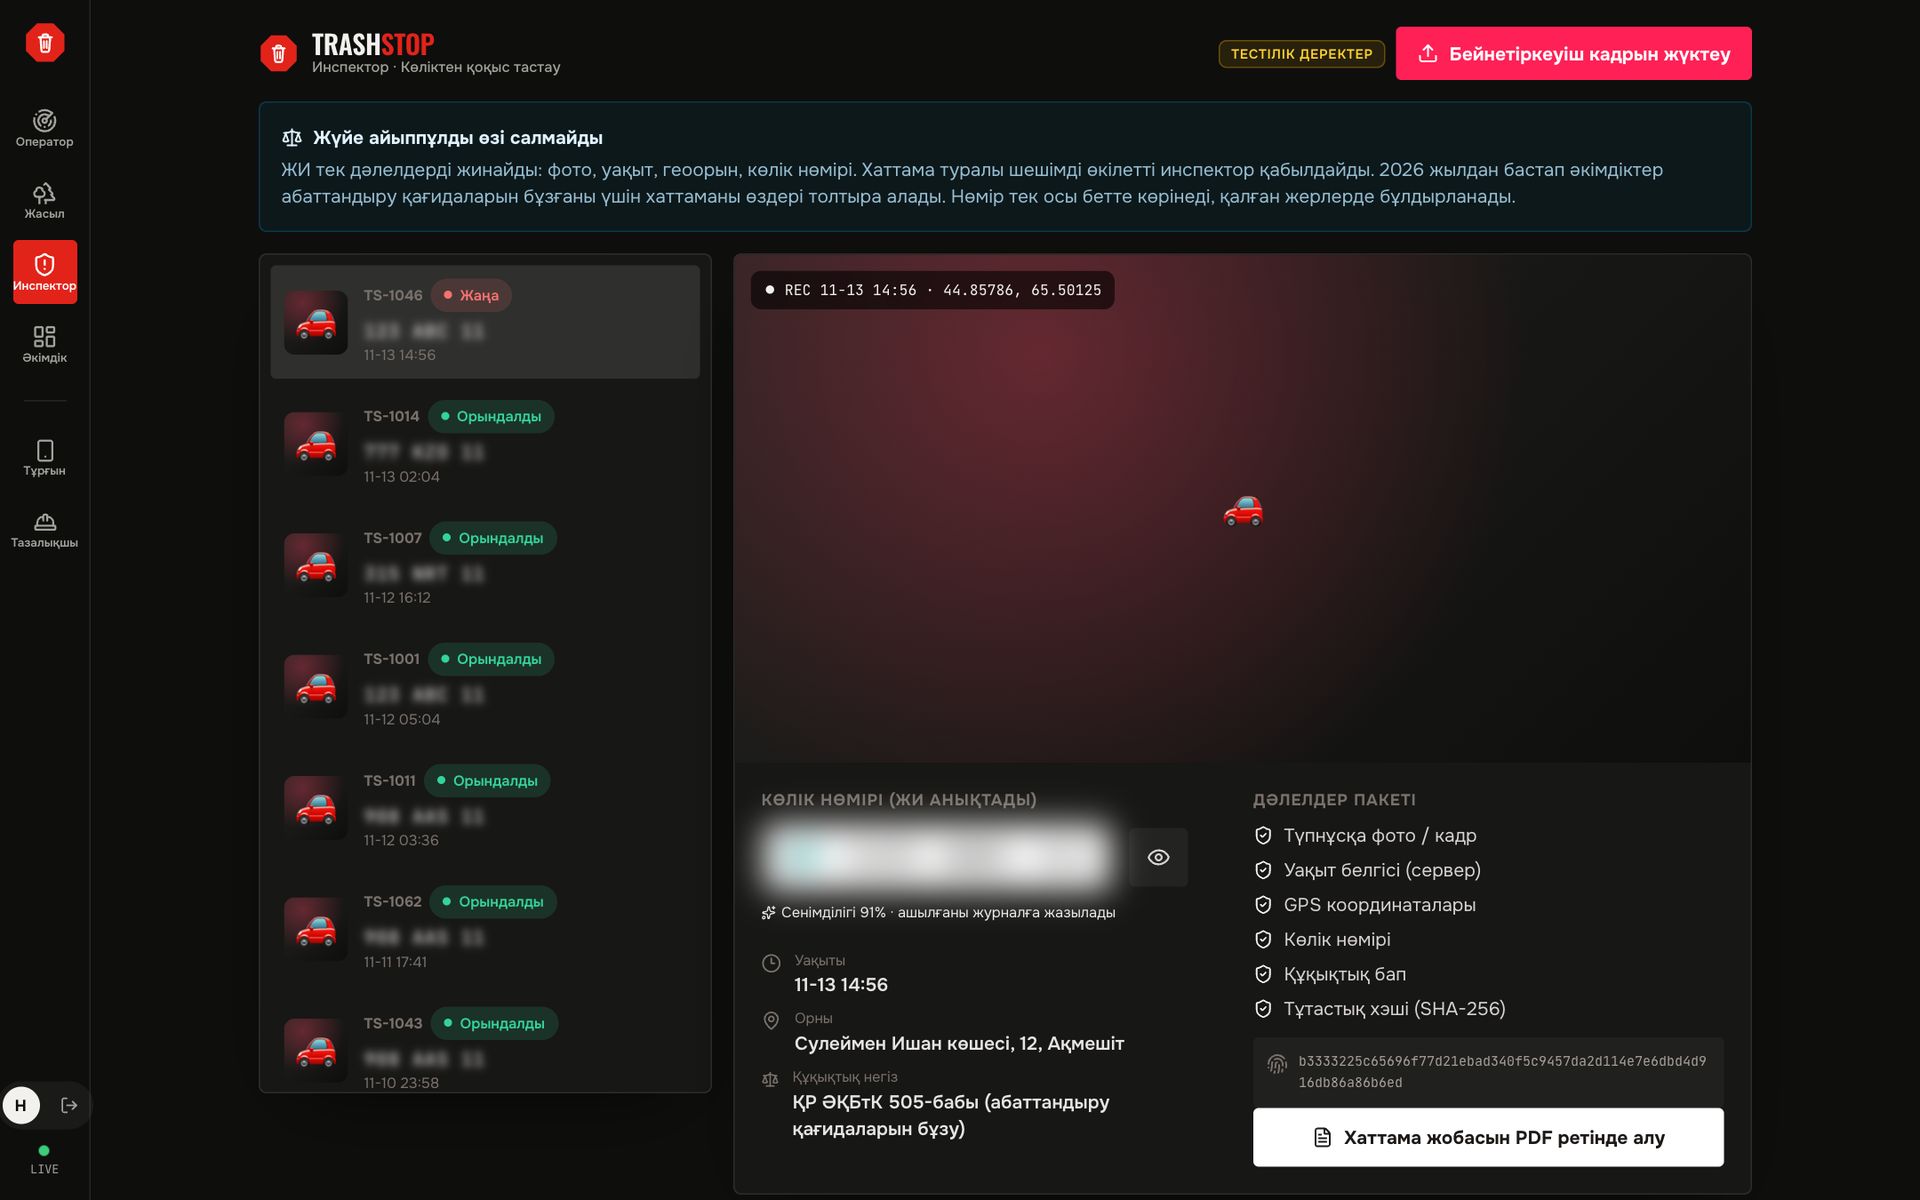 TRASHSTOP
Инспектор · Көліктен қоқыс тастау
ТЕСТІЛІК ДЕРЕКТЕР
Бейнетіркеуіш кадрын жүктеу
Оператор
Жасыл
Инспектор
Әкімдік
Тұрғын
Тазалықшы
H
LIVE
Жүйе айыппұлды өзі салмайды
ЖИ тек дәлелдерді жинайды: фото, уақыт, геоорын, көлік нөмірі. Хаттама туралы шешімді өкілетті инспектор қабылдайды. 2026 жылдан бастап әкімдіктер
абаттандыру қағидаларын бұзғаны үшін хаттаманы өздері толтыра алады. Нөмір тек осы бетте көрінеді, қалған жерлерде бұлдырланады.
TS-1046 Жаңа
11-13 14:56
TS-1014 Орындалды
11-13 02:04
TS-1007 Орындалды
11-12 16:12
TS-1001 Орындалды
11-12 05:04
TS-1011 Орындалды
11-12 03:36
TS-1062 Орындалды
11-11 17:41
TS-1043 Орындалды
11-10 23:58
REC 11-13 14:56 · 44.85786, 65.50125
КӨЛІК НӨМІРІ (ЖИ АНЫҚТАДЫ)
Сенімділігі 91% · ашылғаны журналға жазылады
Уақыты
11-13 14:56
Орны
Сулеймен Ишан көшесі, 12, Ақмешіт
Құқықтық негіз
ҚР ӘҚБтК 505-бабы (абаттандыру
қағидаларын бұзу)
ДӘЛЕЛДЕР ПАКЕТІ
Түпнұсқа фото / кадр
Уақыт белгісі (сервер)
GPS координаталары
Көлік нөмірі
Құқықтық бап
Тұтастық хэші (SHA-256)
b3333225c65696f77d21ebad340f5c9457da2d114e7e6dbd4d9
16db86a86b6ed
Хаттама жобасын PDF ретінде алу